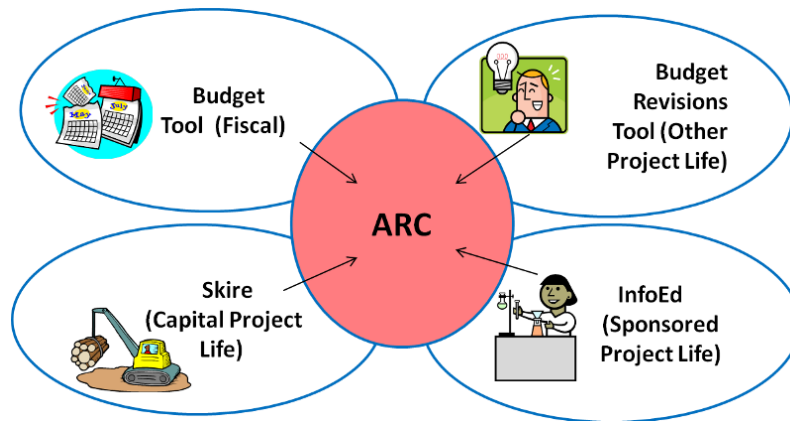 Budget
Tool (Fiscal)
May
July
Budget
Revisions
Tool (Other
Project Life)
ARC
Skire
(Capital Project
Life)
InfoEd
(Sponsored
Project Life)